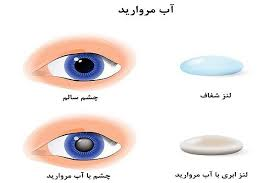 آب مروارید
لنز شفاف
چشم سالم
لنز ابری با آب مروارید
چشم با آب مروارید